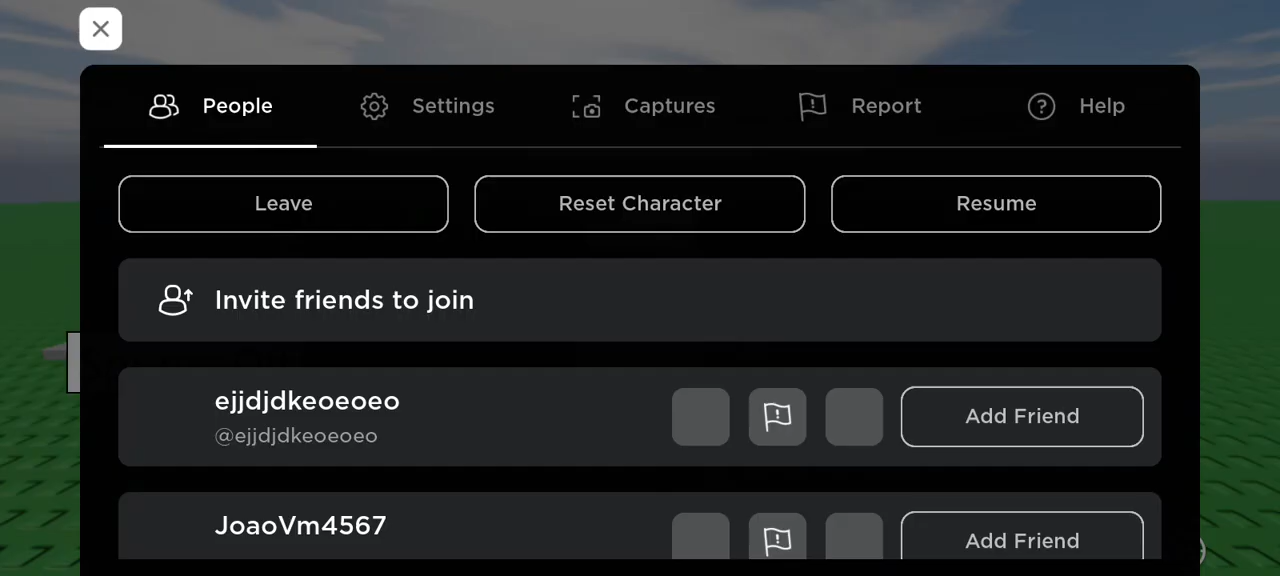 People
Settings
Captures
Report
Help
Leave
Reset Character
Resume
Invite friends to join
ejjdjdkeoeoeo
@ejjdjdkeoeoeo
Add Friend
JoaoVm4567
Add Friend